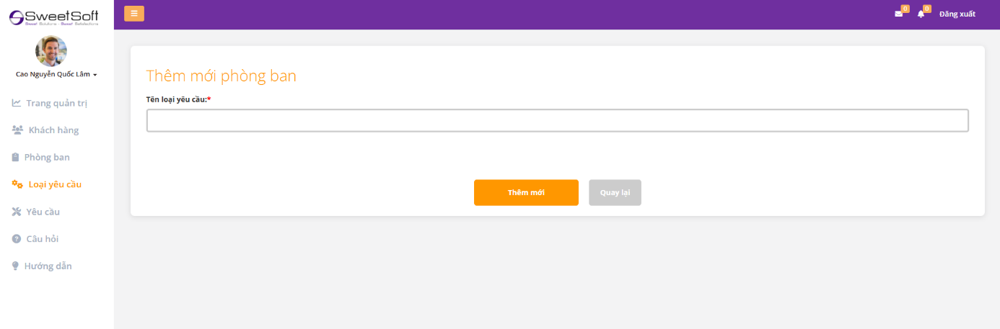 SweetSoft
Sweet Solutions - Sweet Satisfactions
Cao Nguyễn Quốc Lâm
Trang quản trị
Khách hàng
Phòng ban
Loại yêu cầu
Yêu cầu
Câu hỏi
Hướng dẫn
0
0
Đăng xuất
Thêm mới phòng ban
Tên loại yêu cầu:*
Thêm mới
Quay lại